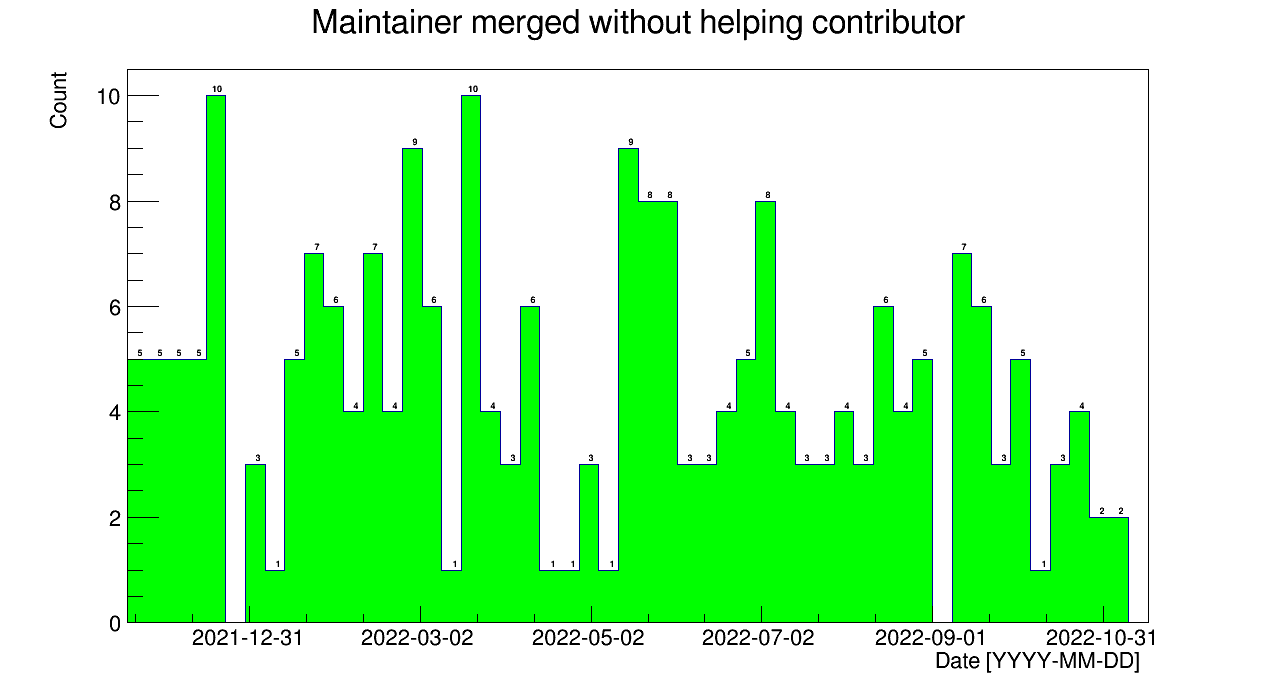 Maintainer merged without helping contributor
Count
10
8
6
4
2
0
5 5 5 5 10 3 1 5 7 6 4 7 4 9 6 1 10 4 3 6 1 1 3 1 9 8 8 3 3 4 5 8 4 3 3 4 3 6 4 5 7 6 3 5 1 3 4 2 2
2021-12-31 2022-03-02 2022-05-02 2022-07-02 2022-09-01 2022-10-31
Date [YYYY-MM-DD]